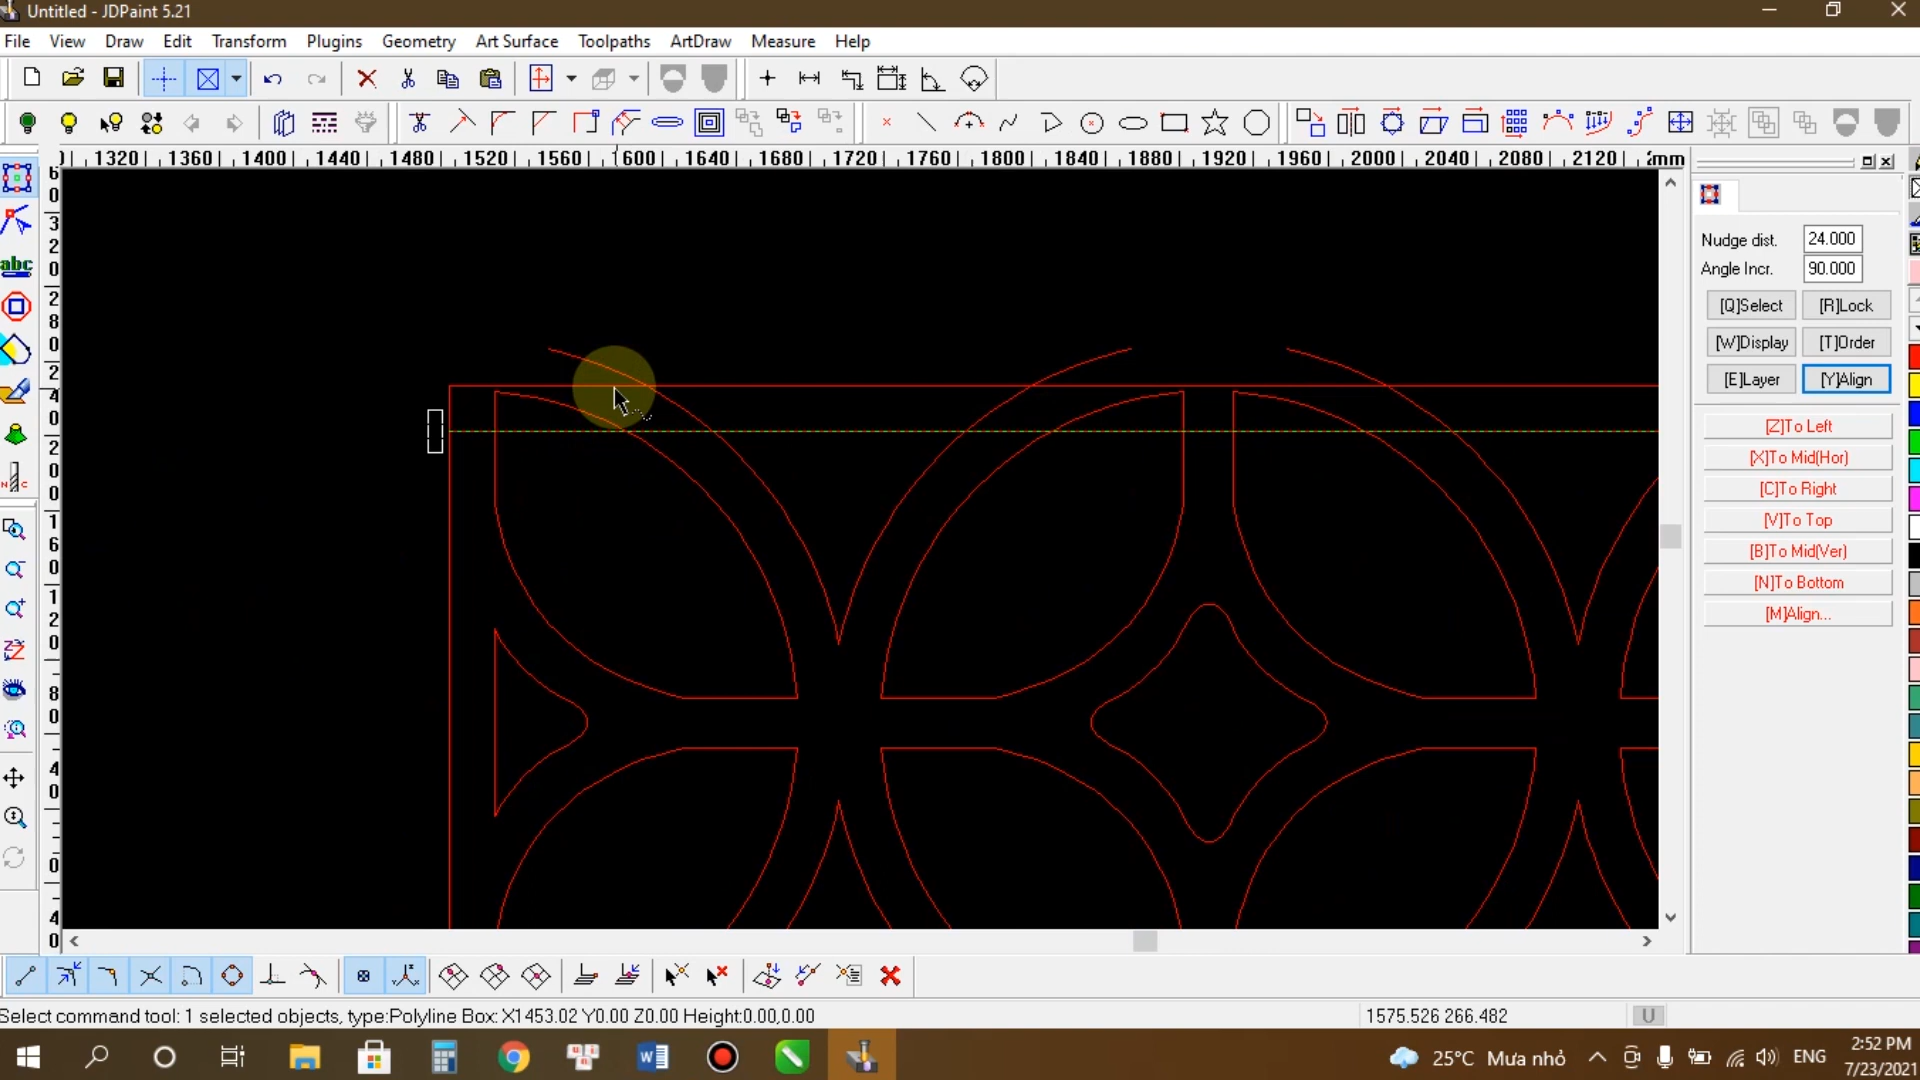 Untitled - JDPaint 5.21
File View Draw Edit Transform Plugins Geometry Art Surface Toolpaths ArtDraw Measure Help
1320 1360 1400 1440 1480 1520 1560 1600 1640 1680 1720 1760 1800 1840 1880 1920 1960 2000 2040 2080 2120 mm
abc
Nudge dist. 24.000
Angle Incr. 90.000
[Q]Select [R]Lock
[W]Display [T]Order
[E]Layer [Y]Align
[Z]To Left
[X]To Mid(Hor)
[C]To Right
[V]To Top
[B]To Mid(Ver)
[N]To Bottom
[M]Align...
Select command tool: 1 selected objects, type:Polyline Box: X1453.02 Y0.00 Z0.00 Height:0.00,0.00
1575.526 266.482
U
25°C Mưa nhỏ
ENG
2:52 PM
7/23/2021